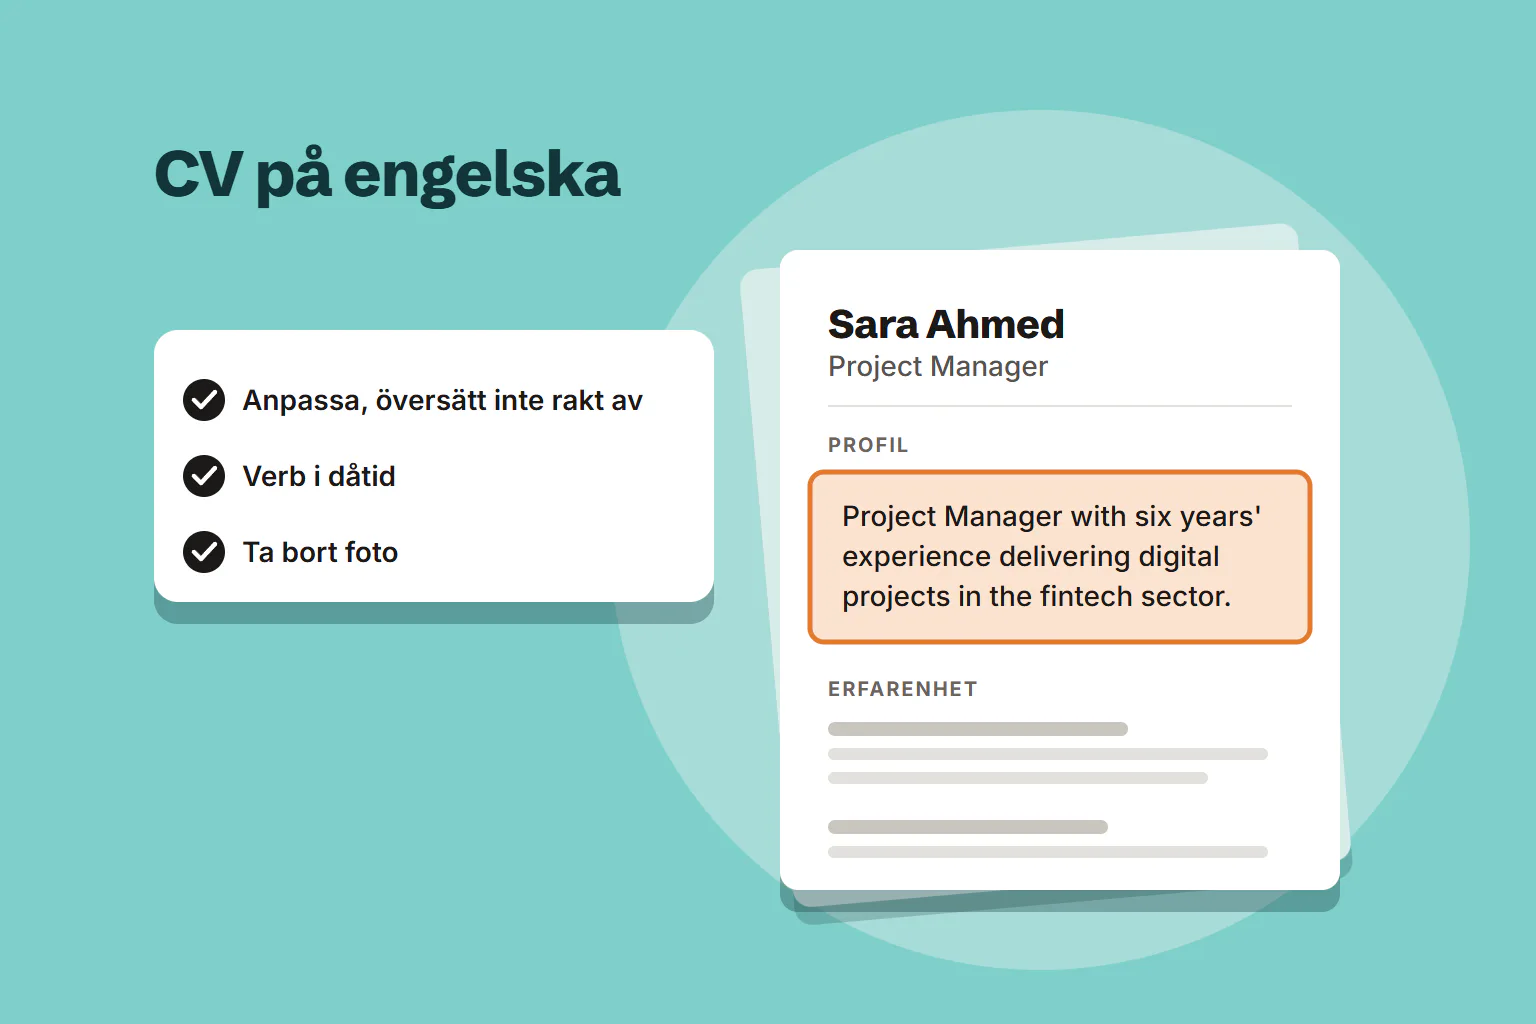 CV på engelska
Anpassa, översätt inte rakt av
Verb i dåtid
Ta bort foto
Sara Ahmed
Project Manager
PROFIL
Project Manager with six years'
experience delivering digital
projects in the fintech sector.
ERFARENHET